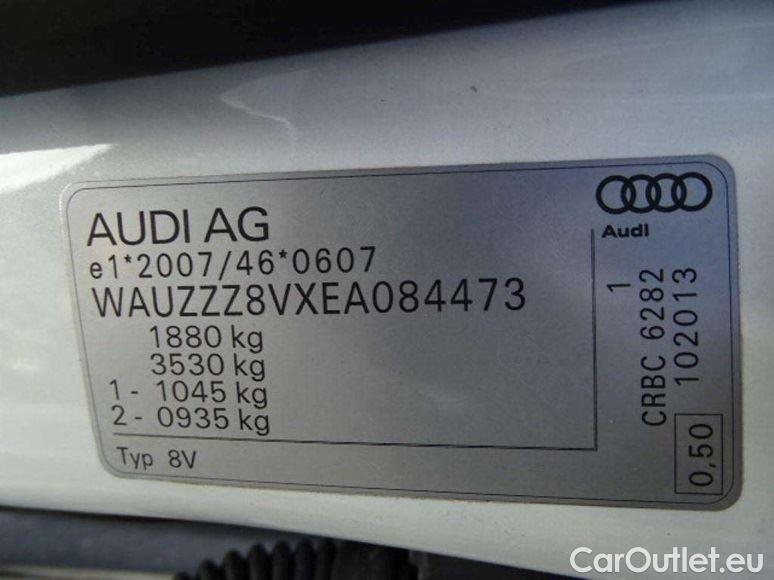 AUDI AG
e1*2007/46*0607
WAUZZZ8VXEA084473
1880 kg
3530 kg
1 - 1045 kg
2 - 0935 kg
Typ 8V
Audi
1
CRBC 6282
102013
0,50
CarOutlet.eu